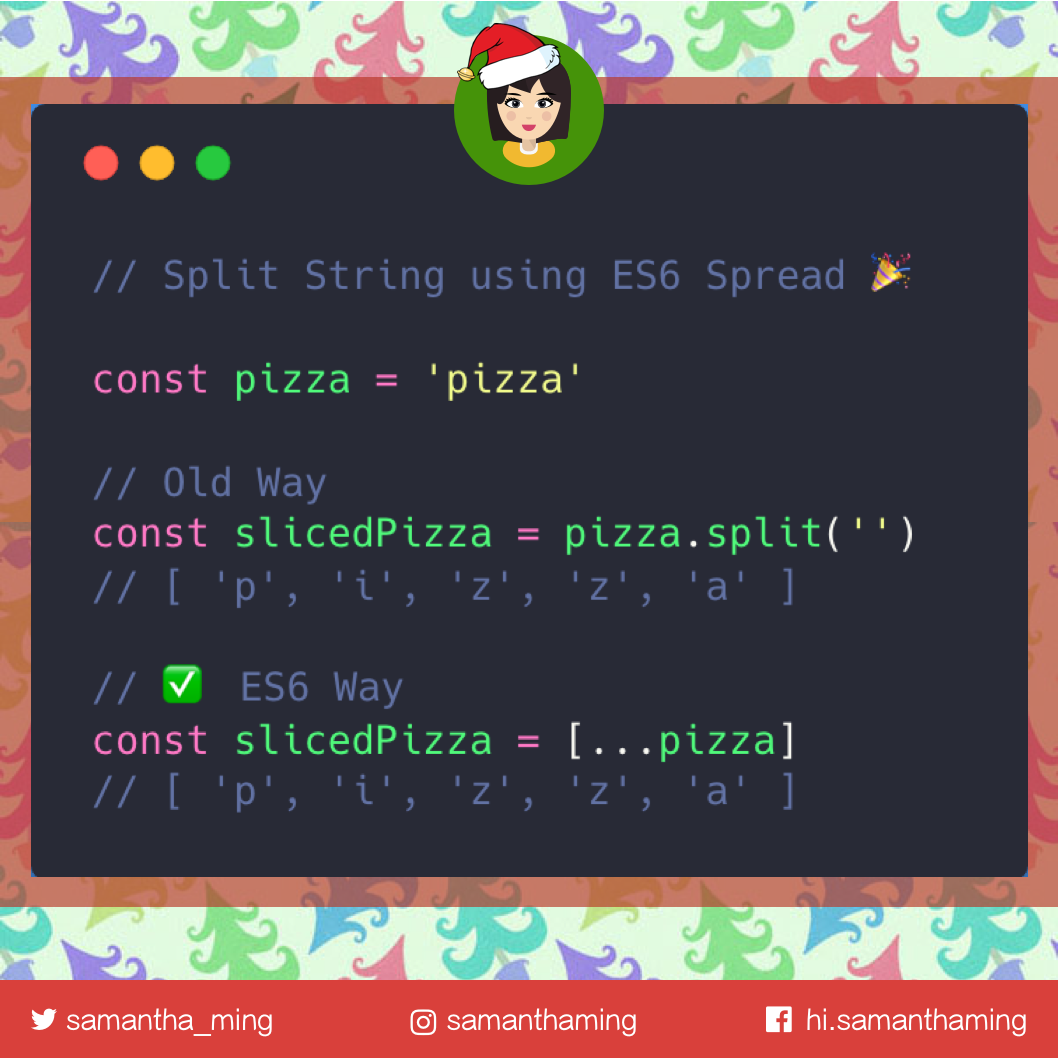 // Split String using ES6 Spread 🎉
const pizza = 'pizza'
// Old Way
const slicedPizza = pizza.split('')
// [ 'p', 'i', 'z', 'z', 'a' ]
// ✅ ES6 Way
const slicedPizza = [...pizza]
// [ 'p', 'i', 'z', 'z', 'a' ]
samantha_ming samanthaming hi.samanthaming